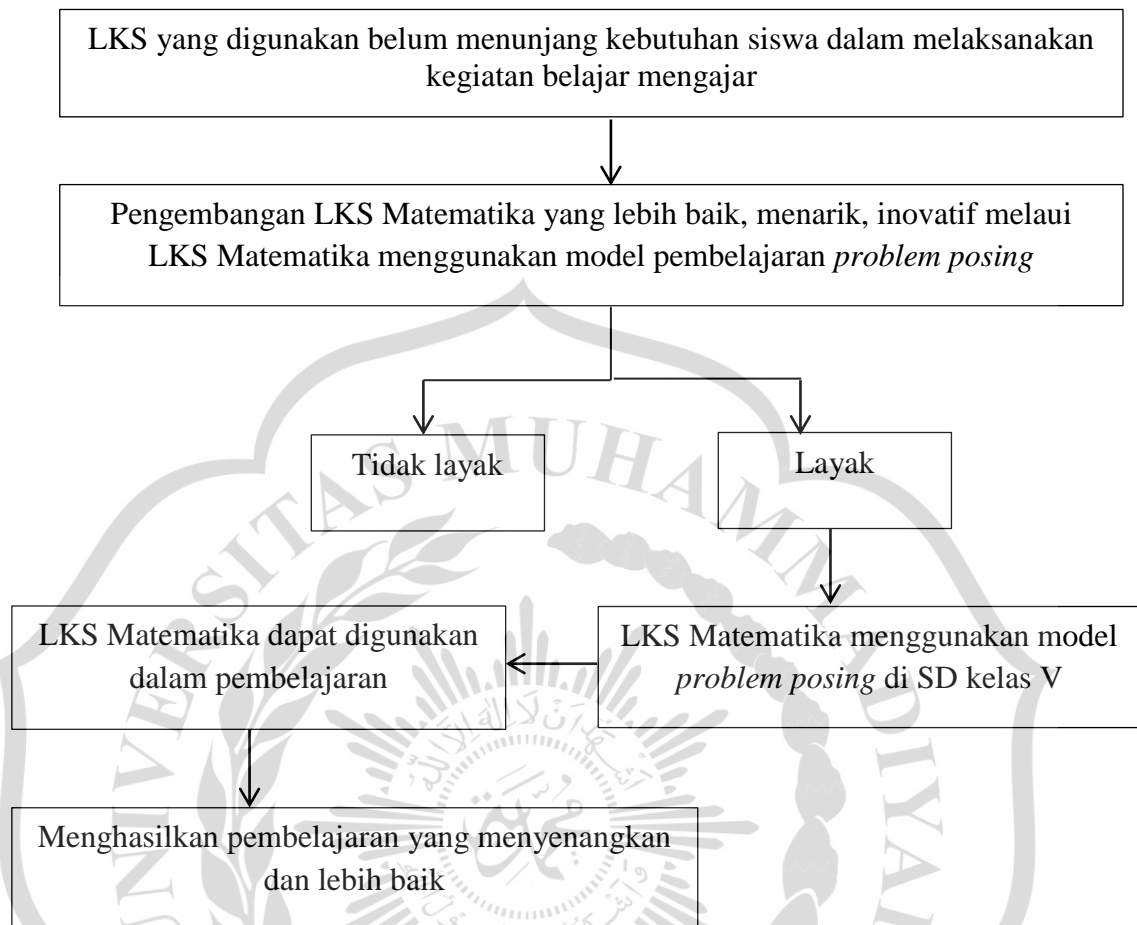 LKS yang digunakan belum menunjang kebutuhan siswa dalam melaksanakan
kegiatan belajar mengajar
Pengembangan LKS Matematika yang lebih baik, menarik, inovatif melaui
LKS Matematika menggunakan model pembelajaran problem posing
Tidak layak
Layak
LKS Matematika dapat digunakan
dalam pembelajaran
LKS Matematika menggunakan model
problem posing di SD kelas V
Menghasilkan pembelajaran yang menyenangkan
dan lebih baik
UNIVERSITAS MUHAMMADIYAH